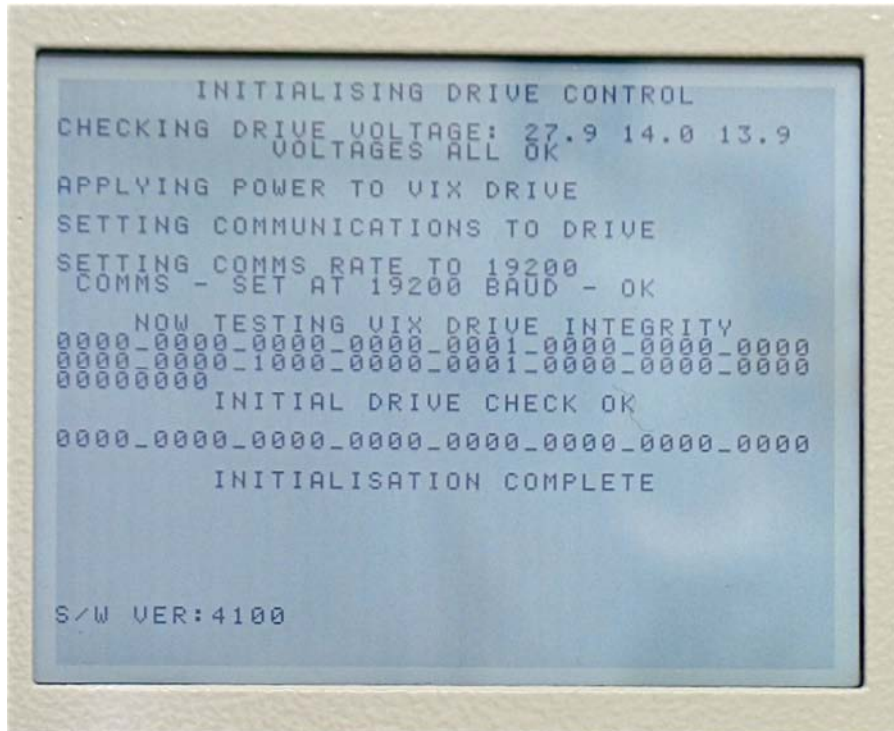 INITIALISING DRIVE CONTROL
CHECKING DRIVE VOLTAGE: 27.9 14.0 13.9
VOLTAGES ALL OK
APPLYING POWER TO VIX DRIVE
SETTING COMMUNICATIONS TO DRIVE
SETTING COMMS RATE TO 19200
COMMS - SET AT 19200 BAUD - OK
NOW TESTING VIX DRIVE INTEGRITY
0000_0000_0000_0000_0001_0000_0000_0000
0000_0000_1000_0000_0001_0000_0000_0000
00000000
INITIAL DRIVE CHECK OK
0000_0000_0000_0000_0000_0000_0000_0000
INITIALISATION COMPLETE
S/W VER:4100